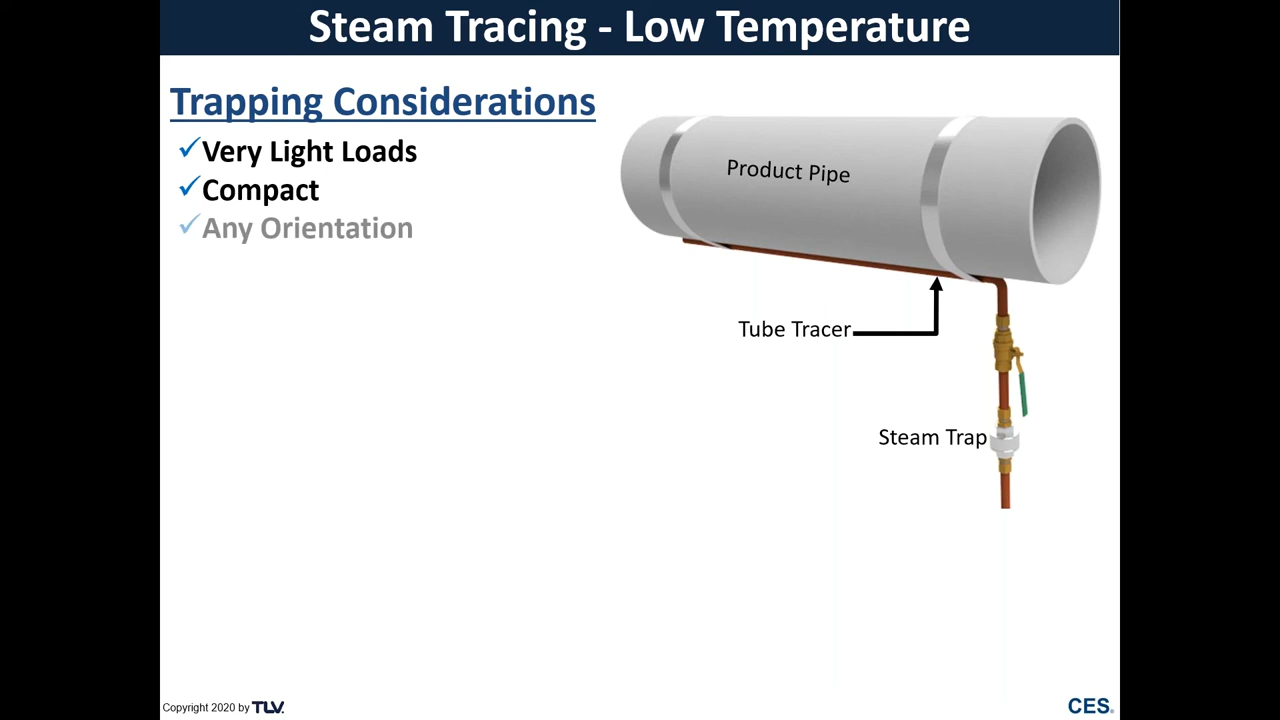 Steam Tracing - Low Temperature
Trapping Considerations
Very Light Loads
Compact
Any Orientation
Product Pipe
Tube Tracer
Steam Trap
Copyright 2020 by TLV.
CES®